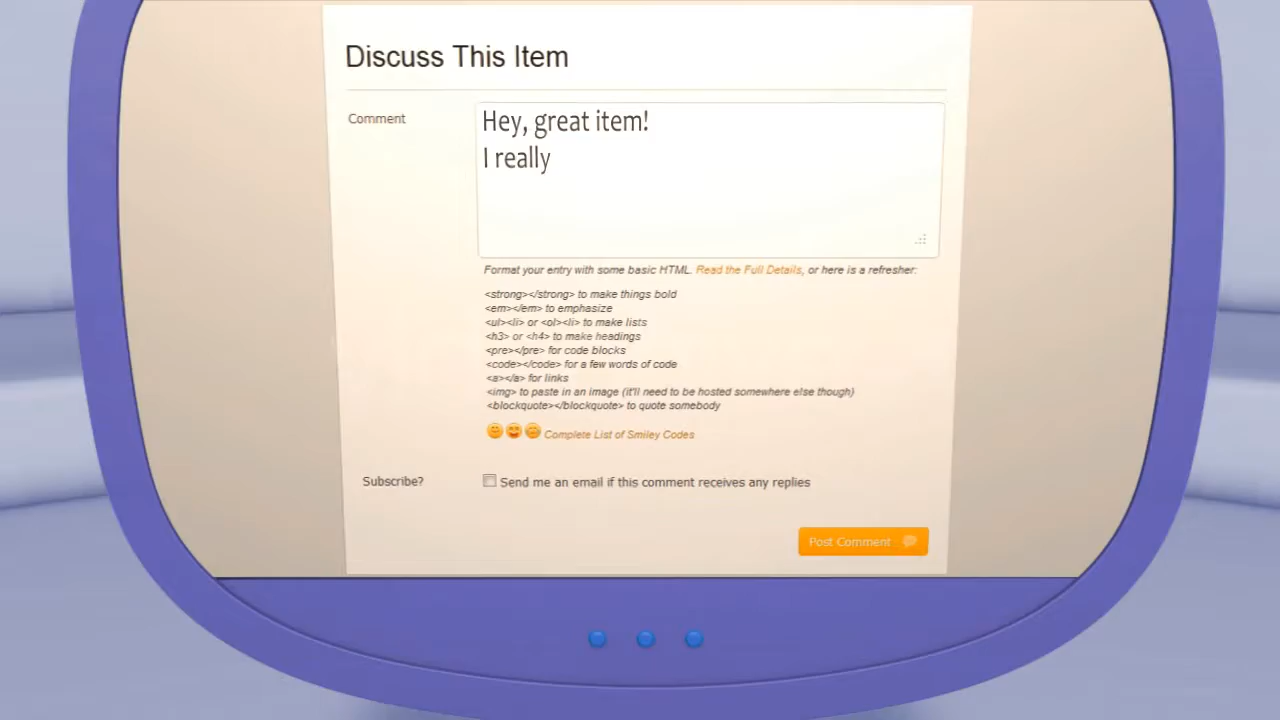 Discuss This Item
Comment
Hey, great item!
I really
Format your entry with some basic HTML. Read the Full Details, or here is a refresher:
<strong></strong> to make things bold
<em></em> to emphasize
<ul><li> or <ol><li> to make lists
<h3> or <h4> to make headings
<pre></pre> for code blocks
<code></code> for a few words of code
<a></a> for links
<img> to paste in an image (it'll need to be hosted somewhere else though)
<blockquote></blockquote> to quote somebody
Complete List of Smiley Codes
Subscribe?
Send me an email if this comment receives any replies
Post Comment